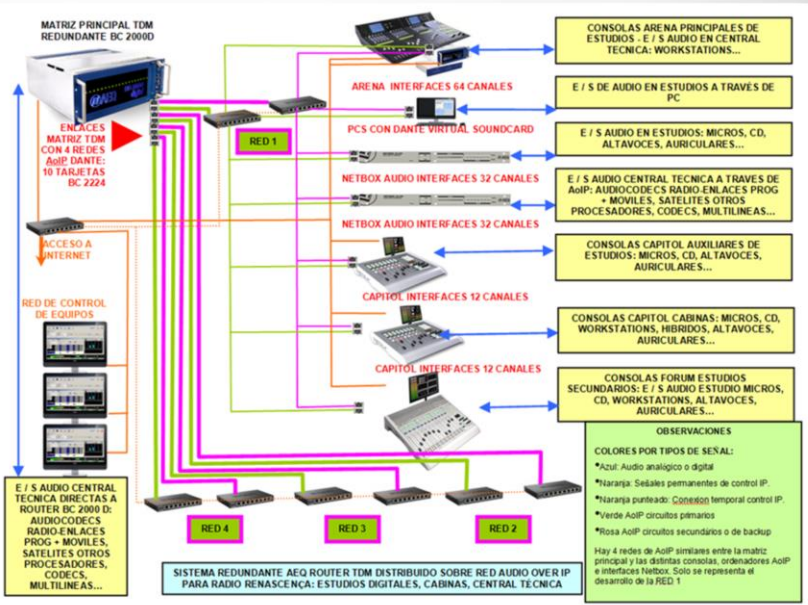 MATRIZ PRINCIPAL TDM
REDUNDANTE BC 2000D
ENLACES
MATRIZ TDM
CON 4 REDES
AoIP DANTE:
10 TARJETAS
BC 2224
ACCESO A
INTERNET
RED DE CONTROL
DE EQUIPOS
E / S AUDIO CENTRAL
TECNICA DIRECTAS A
ROUTER BC 2000 D:
AUDIOCODECS
RADIO-ENLACES
PROG + MOVILES,
SATELITES OTROS
PROCESADORES,
CODECS,
MULTILINEAS...
RED 1
ARENA INTERFACES 64 CANALES
PCS CON DANTE VIRTUAL SOUNDCARD
NETBOX AUDIO INTERFACES 32 CANALES
NETBOX AUDIO INTERFACES 32 CANALES
CAPITOL INTERFACES 12 CANALES
CAPITOL INTERFACES 12 CANALES
CONSOLAS ARENA PRINCIPALES DE
ESTUDIOS - E / S AUDIO EN CENTRAL
TECNICA: WORKSTATIONS...
E / S DE AUDIO EN ESTUDIOS A TRAVÉS DE
PC
E / S AUDIO EN ESTUDIOS: MICROS, CD,
ALTAVOCES, AURICULARES...
E / S AUDIO CENTRAL TECNICA A TRAVES DE
AoIP: AUDIOCODECS RADIO-ENLACES PROG
+ MOVILES, SATELITES OTROS
PROCESADORES, CODECS, MULTILINEAS...
CONSOLAS CAPITOL AUXILIARES DE
ESTUDIOS: MICROS, CD, ALTAVOCES,
AURICULARES...
CONSOLAS CAPITOL CABINAS: MICROS, CD,
WORKSTATIONS, HIBRIDOS, ALTAVOCES,
AURICULARES...
CONSOLAS FORUM ESTUDIOS
SECUNDARIOS: E / S AUDIO ESTUDIO MICROS,
CD, WORKSTATIONS, ALTAVOCES,
AURICULARES...
OBSERVACIONES
COLORES POR TIPOS DE SEÑAL:
•Azul: Audio analógico o digital
•Naranja: Señales permanentes de control IP.
•Naranja punteado: Conexion temporal control IP.
•Verde AoIP circuitos primarios
•Rosa AoIP circuitos secundários o de backup
Hay 4 redes de AoIP similares entre la matriz
principal y las distintas consolas, ordenadores AoIP
e interfaces Netbox. Solo se representa el
desarrollo de la RED 1
RED 4
RED 3
RED 2
SISTEMA REDUNDANTE AEQ ROUTER TDM DISTRIBUIDO SOBRE RED AUDIO OVER IP
PARA RADIO RENASCENÇA: ESTUDIOS DIGITALES, CABINAS, CENTRAL TÉCNICA